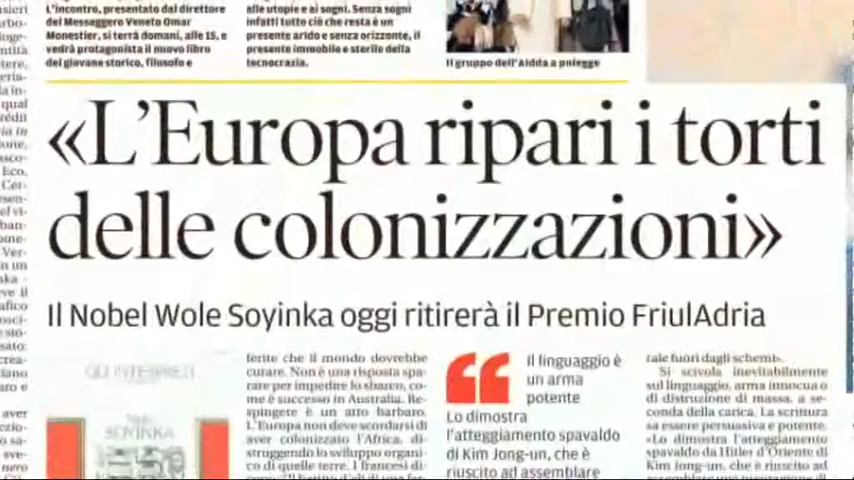 L'incontro, presentato dal direttore
del Messaggero Veneto Omar
Monestier, si terrà domani, alle 15, e
vedrà protagonista il nuovo libro
del giovane storico, filosofo e
alle utopie e ai sogni. Senza sogni
infatti tutto ciò che resta è un
presente arido e senza orizzonte, il
presente immobile e sterile della
tecnocrazia.
Il gruppo dell'Aidda a pnlegge
«L'Europa ripari i torti
delle colonizzazioni»
Il Nobel Wole Soyinka oggi ritirerà il Premio FriulAdria
GLI INTERPRETI
SOYINKA
ferite che il mondo dovrebbe
curare. Non è una risposta spa-
rare per impedire lo sbarco, co-
me è successo in Australia. Re-
spingere è un atto barbaro.
L'Europa non deve scordarsi di
aver colonizzato l'Africa, di-
struggendo lo sviluppo organi-
co di quelle terre. I francesi di-
Il linguaggio è
un arma
potente
Lo dimostra
l'atteggiamento spavaldo
di Kim Jong-un, che è
riuscito ad assemblare
rale fuori dagli schemi».
Si scivola inevitabilmente
sul linguaggio, arma innocua o
di distruzione di massa, a se-
conda della carica. La scrittura
sa essere persuasiva e potente.
«Lo dimostra l'atteggiamento
spavaldo da Hitler d'Oriente di
Kim Jong-un, che è riuscito ad